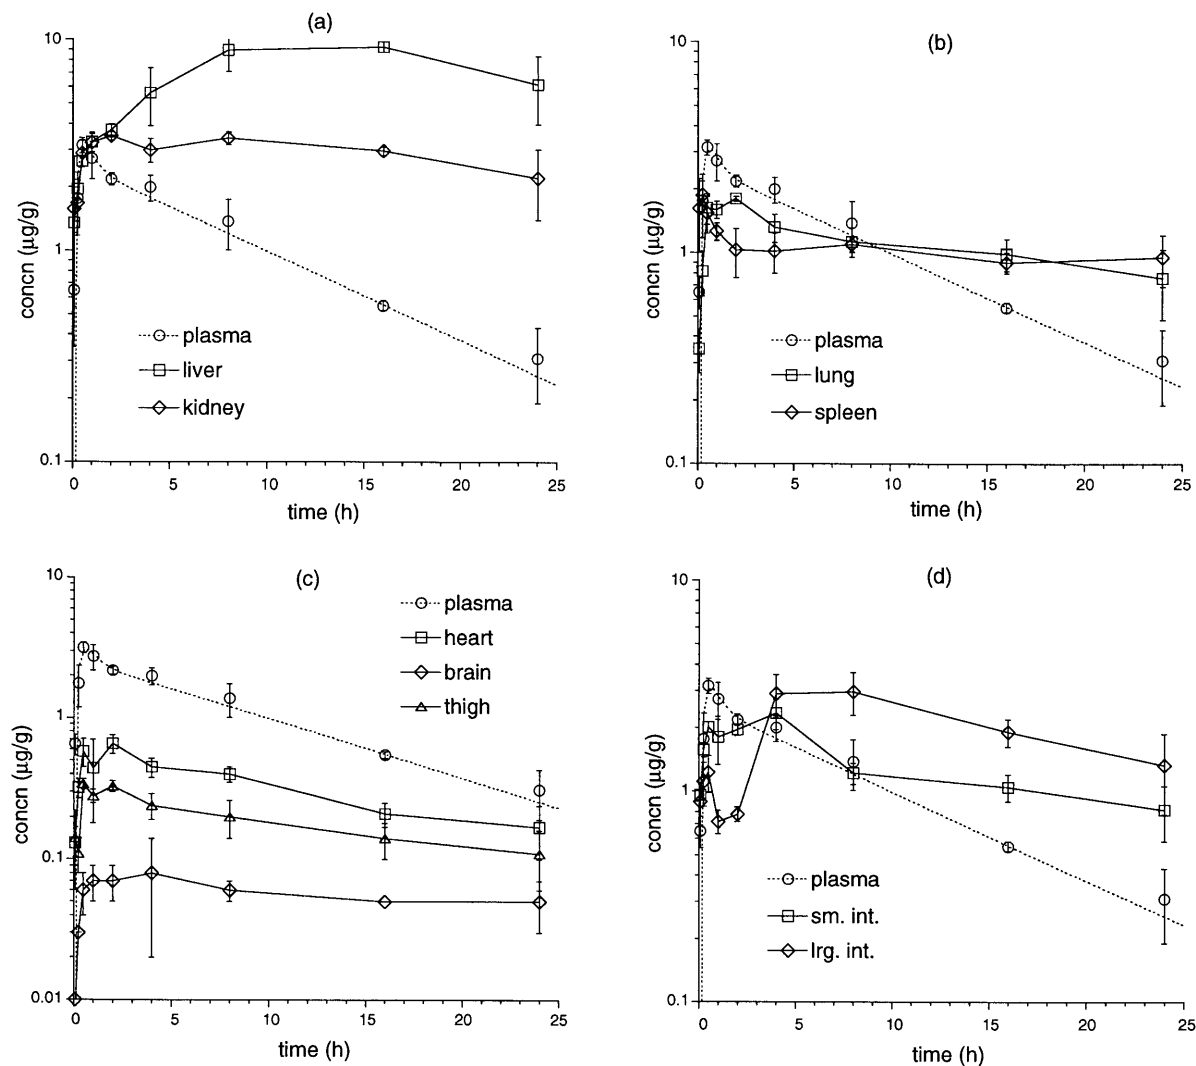 (a)
10
1
0.1
concn (µg/g)
plasma
liver
kidney
0
5
10
15
20
25
time (h)
(b)
10
1
0.1
concn (µg/g)
plasma
lung
spleen
0
5
10
15
20
25
time (h)
(c)
10
1
0.1
0.01
concn (µg/g)
plasma
heart
brain
thigh
0
5
10
15
20
25
time (h)
(d)
10
1
0.1
concn (µg/g)
plasma
sm. int.
lrg. int.
0
5
10
15
20
25
time (h)